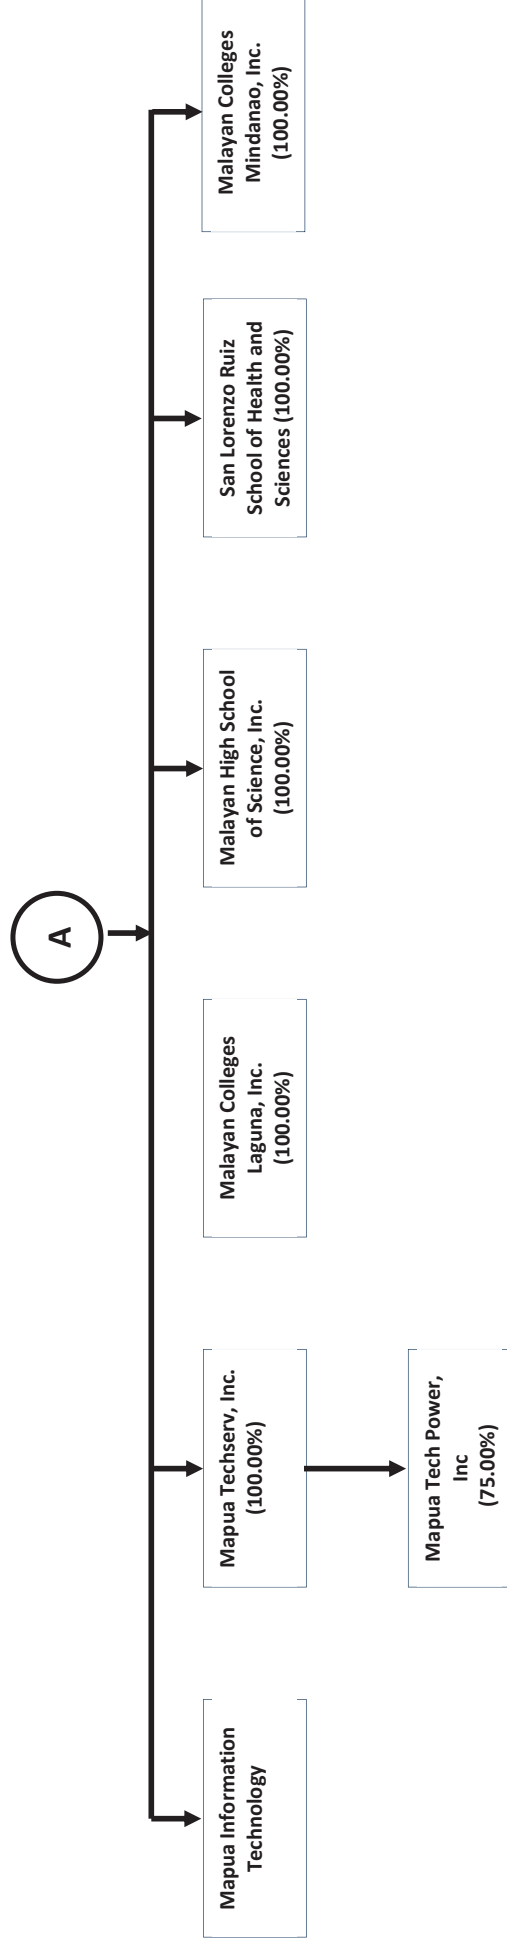 A
Mapua Information
Technology
Mapua Techserv, Inc.
(100.00%)
Malayan Colleges
Laguna, Inc.
(100.00%)
Malayan High School
of Science, Inc.
(100.00%)
San Lorenzo Ruiz
School of Health and
Sciences (100.00%)
Malayan Colleges
Mindanao, Inc.
(100.00%)
Mapua Tech Power,
Inc
(75.00%)